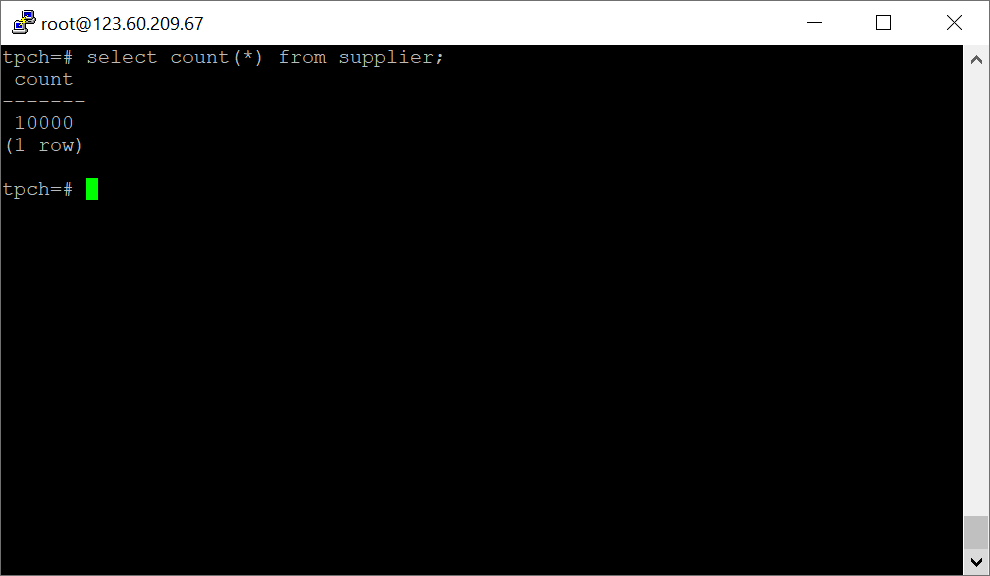 root@123.60.209.67
tpch=# select count(*) from supplier;
 count
-------
 10000
(1 row)

tpch=#